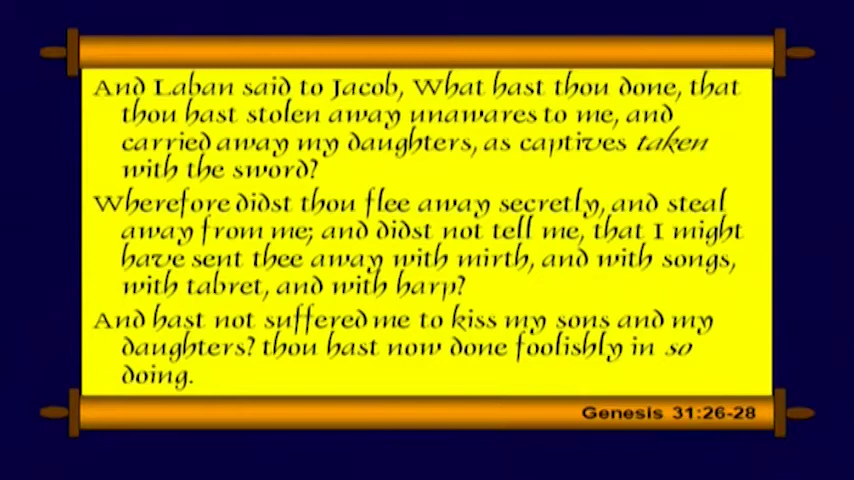 And Laban said to Jacob, What hast thou done, that
thou hast stolen away unawares to me, and
carried away my daughters, as captives taken
with the sword?
Wherefore didst thou flee away secretly, and steal
away from me; and didst not tell me, that I might
have sent thee away with mirth, and with songs,
with tabret, and with harp?
And hast not suffered me to kiss my sons and my
daughters? thou hast now done foolishly in so
doing.
Genesis 31:26-28